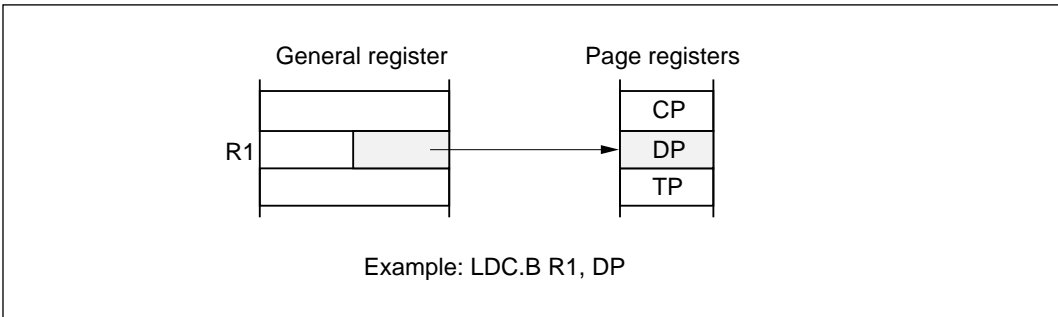 General register Page registers
CP
R1 DP
TP
Example: LDC.B R1, DP